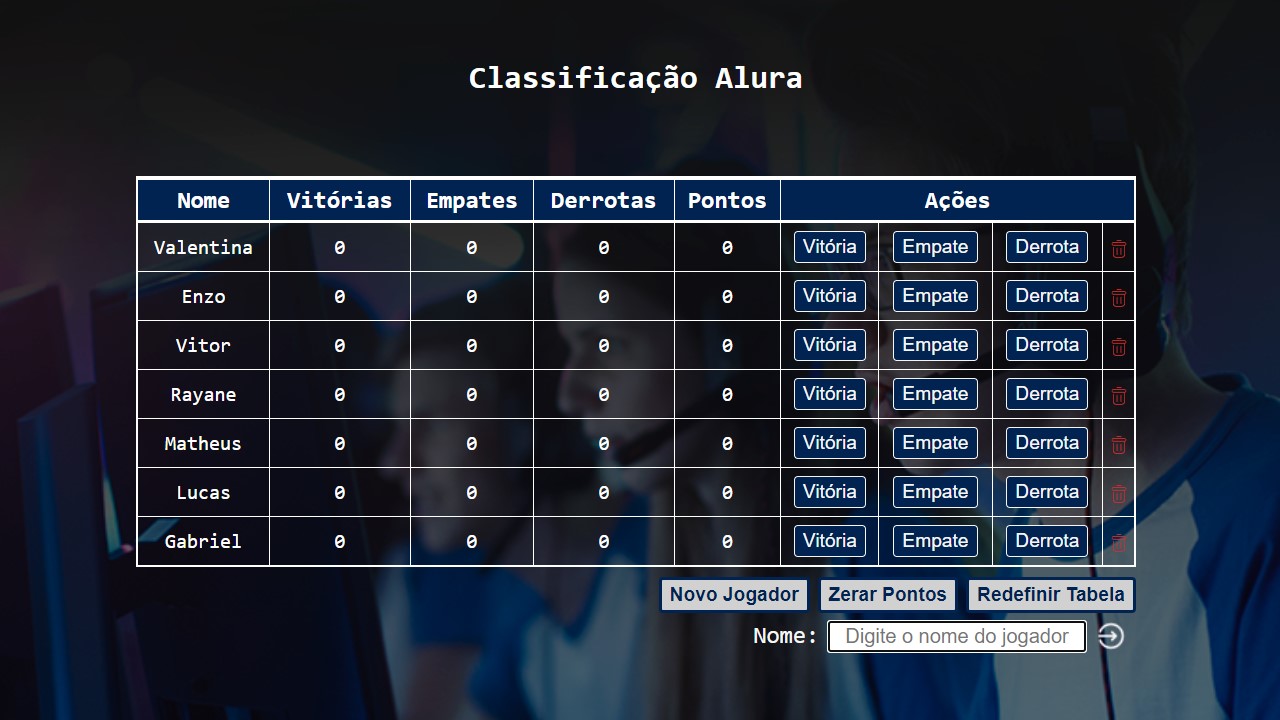 Classificação Alura
Nome Vitórias Empates Derrotas Pontos Ações
Valentina 0 0 0 0 Vitória Empate Derrota
Enzo 0 0 0 0 Vitória Empate Derrota
Vitor 0 0 0 0 Vitória Empate Derrota
Rayane 0 0 0 0 Vitória Empate Derrota
Matheus 0 0 0 0 Vitória Empate Derrota
Lucas 0 0 0 0 Vitória Empate Derrota
Gabriel 0 0 0 0 Vitória Empate Derrota
Novo Jogador Zerar Pontos Redefinir Tabela
Nome: Digite o nome do jogador